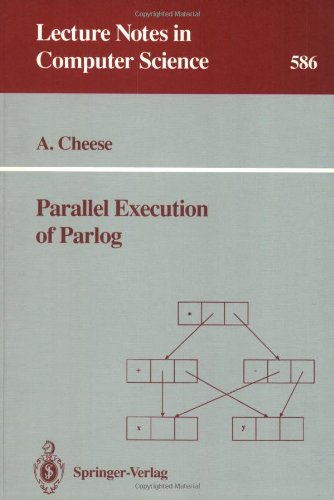 Lecture Notes in
Computer Science
586
A. Cheese
Parallel Execution
of Parlog
*
+
-
x
y
Springer-Verlag